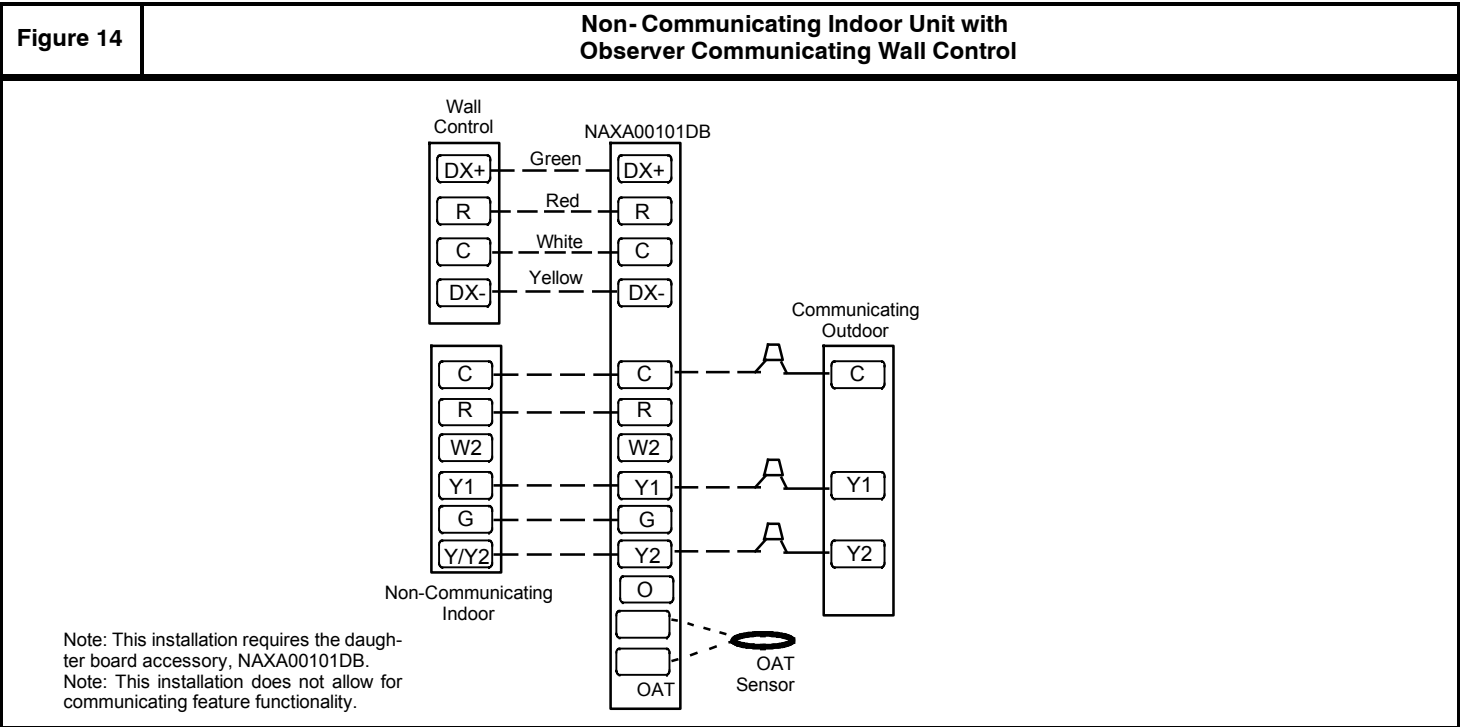 Figure 14
Non- Communicating Indoor Unit with
Observer Communicating Wall Control
Wall
Control
NAXA00101DB
DX+
Green
DX+
R
Red
R
C
White
C
DX-
Yellow
DX-
Communicating
Outdoor
C
C
C
R
R
W2
W2
Y1
Y1
Y1
G
G
Y/Y2
Y2
Y2
O
Non-Communicating
Indoor
OAT
OAT
Sensor
Note: This installation requires the daugh-
ter board accessory, NAXA00101DB.
Note: This installation does not allow for
communicating feature functionality.